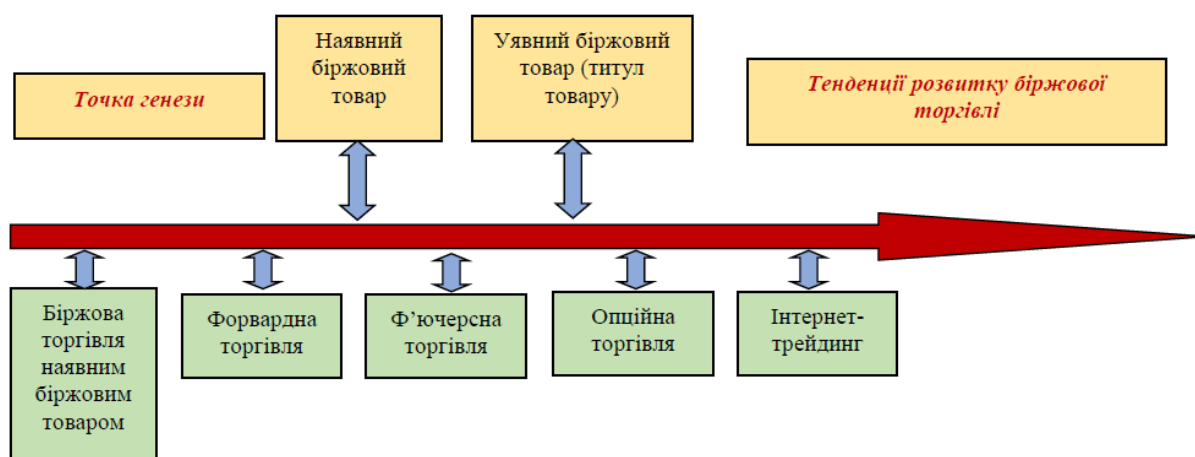 Точка генези
Наявний
біржовий
товар
Уявний біржовий
товар (титул
товару)
Тенденції розвитку біржової
торгівлі
Біржова
торгівля
наявним
біржовим
товаром
Форвардна
торгівля
Ф’ючерсна
торгівля
Опційна
торгівля
Інтернет-
трейдинг